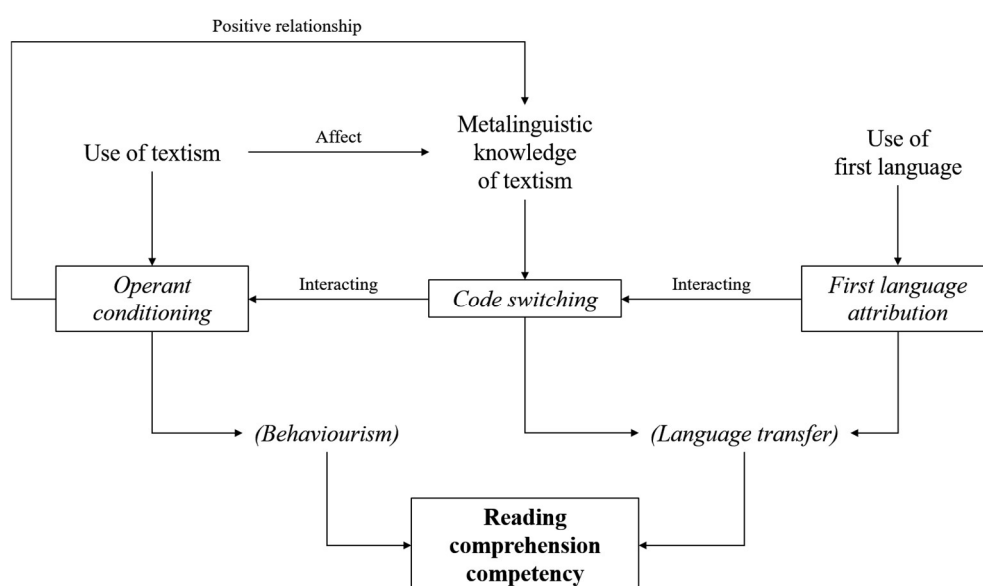 Positive relationship
Use of textism
Affect
Metalinguistic
knowledge
of textism
Use of
first language
Operant
conditioning
Interacting
Code switching
Interacting
First language
attribution
(Behaviourism)
(Language transfer)
Reading
comprehension
competency